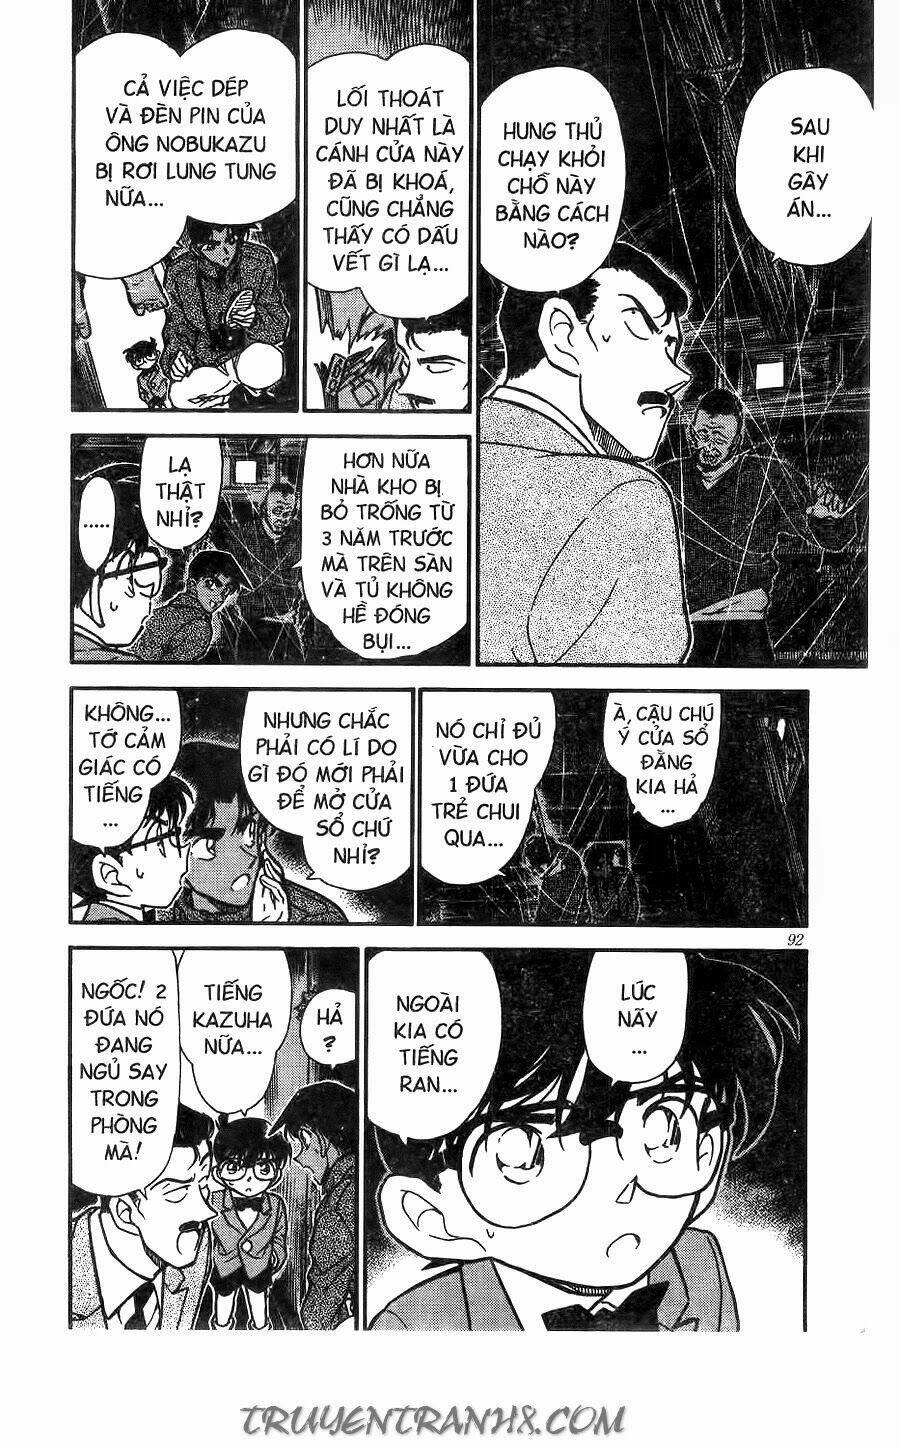 SAU
KHI
GÂY
ÁN...
HUNG THỦ
CHẠY KHỎI
CHỖ NÀY
BẰNG CÁCH
NÀO?
LỐI THOÁT
DUY NHẤT LÀ
CÁNH CỬA NÀY
ĐÃ BỊ KHOÁ,
CŨNG CHẲNG
THẤY CÓ DẤU
VẾT GÌ LẠ...
CẢ VIỆC DÉP
VÀ ĐÈN PIN CỦA
ÔNG NOBUKAZU
BỊ RƠI LUNG TUNG
NỮA...
HƠN NỮA
NHÀ KHO BỊ
BỎ TRỐNG TỪ
3 NĂM TRƯỚC
MÀ TRÊN SÀN
VÀ TỦ KHÔNG
HỀ ĐÓNG
BỤI...
LẠ
THẬT
NHỈ?
.....
À, CẬU CHÚ
Ý CỬA SỔ
ĐẰNG
KIA HẢ
...
NÓ CHỈ ĐỦ
VỪA CHO
1 ĐỨA
TRẺ CHUI
QUA...
NHƯNG CHẮC
PHẢI CÓ LÍ DO
GÌ ĐÓ MỚI PHẢI
ĐỂ MỞ CỬA
SỔ CHỨ
NHỈ?
KHÔNG...
TỚ CẢM
GIÁC CÓ
TIẾNG
...
92
LÚC
NÃY
...
NGOÀI
KIA CÓ
TIẾNG
RAN...
HẢ
?
TIẾNG
KAZUHA
NỮA...
NGỐC! 2
ĐỨA NÓ
ĐANG
NGỦ SAY
TRONG
PHÒNG
MÀ!
TRUYENTRANH8.COM